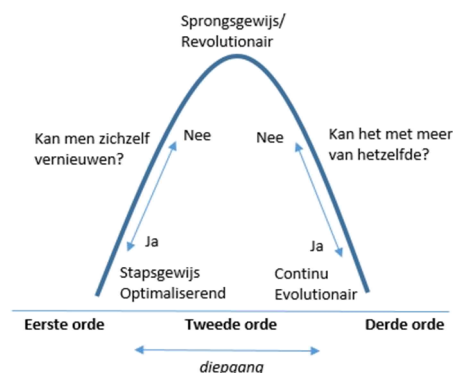 Sprongsgewijs/
Revolutionair
Kan men zichzelf
vernieuwen?
Nee
Nee
Kan het met meer
van hetzelfde?
Ja
Ja
Stapsgewijs
Optimaliserend
Continu
Evolutionair
Eerste orde
Tweede orde
Derde orde
diepgang